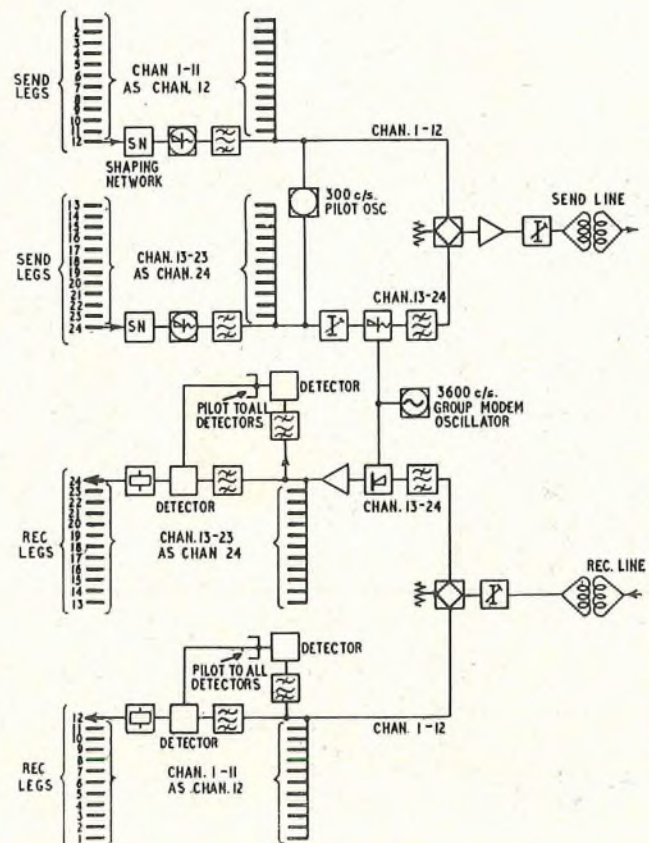 1
2
3
4
5
6
7
8
9
10
11
12
SEND
LEGS
CHAN 1-11
AS CHAN. 12
SN
SHAPING
NETWORK
CHAN. 1-12
300 c/s.
PILOT OSC
SEND LINE
13
14
15
16
17
18
19
20
21
22
23
24
SEND
LEGS
CHAN. 13-23
AS CHAN. 24
SN
CHAN. 13-24
DETECTOR
PILOT TO ALL
DETECTORS
3600 c/s.
GROUP MODEM
OSCILLATOR
24
23
22
21
20
19
18
17
16
15
14
13
REC
LEGS
DETECTOR
CHAN. 13-23
AS CHAN 24
CHAN. 13-24
REC. LINE
DETECTOR
PILOT TO ALL
DETECTORS
12
11
10
9
8
7
6
5
4
3
2
1
REC
LEGS
DETECTOR
CHAN. 1-11
AS CHAN. 12
CHAN. 1-12